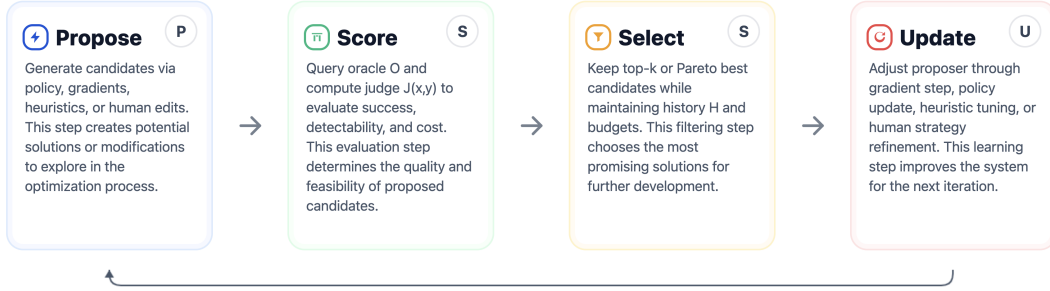 Propose
P
Generate candidates via
policy, gradients,
heuristics, or human edits.
This step creates potential
solutions or modifications
to explore in the
optimization process.
Score
S
Query oracle O and
compute judge J(x,y) to
evaluate success,
detectability, and cost.
This evaluation step
determines the quality and
feasibility of proposed
candidates.
Select
S
Keep top-k or Pareto best
candidates while
maintaining history H and
budgets. This filtering step
chooses the most
promising solutions for
further development.
Update
U
Adjust proposer through
gradient step, policy
update, heuristic tuning, or
human strategy
refinement. This learning
step improves the system
for the next iteration.